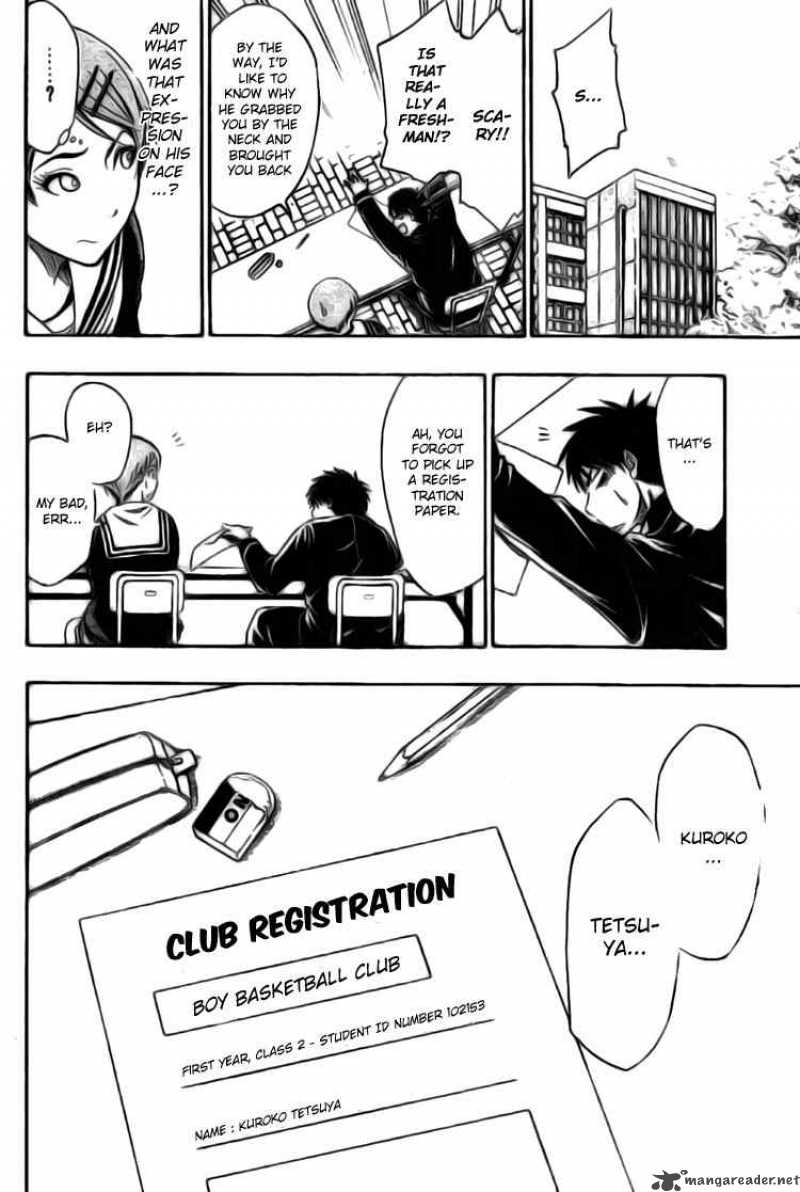 S...
SCA-
RY!!
IS
THAT
REA-
LLY A
FRESH-
MAN!?
BY THE
WAY, I'D
LIKE TO
KNOW WHY
HE GRABBED
YOU BY THE
NECK AND
BROUGHT
YOU BACK
AND
WHAT
WAS
THAT
EX-
PRES-
SION
ON HIS
FACE
...?
......?
THAT'S
...
AH, YOU
FORGOT
TO PICK UP
A REGIS-
TRATION
PAPER.
EH?
MY BAD,
ERR...
KUROKO
...
TETSU-
YA...
MONO
CLUB REGISTRATION
BOY BASKETBALL CLUB
FIRST YEAR, CLASS 2 - STUDENT ID NUMBER 102153
NAME : KUROKO TETSUYA
mangareader.net